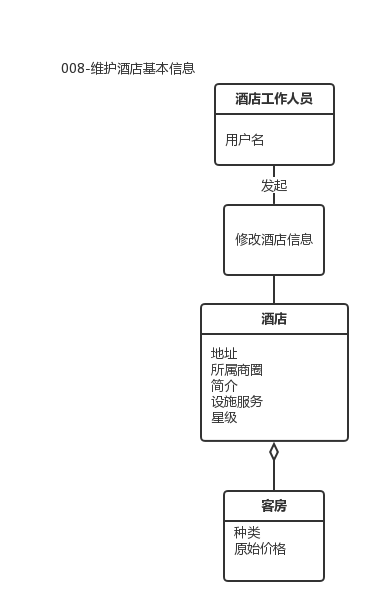 008-维护酒店基本信息
酒店工作人员
用户名
发起
修改酒店信息
酒店
地址
所属商圈
简介
设施服务
星级
客房
种类
原始价格